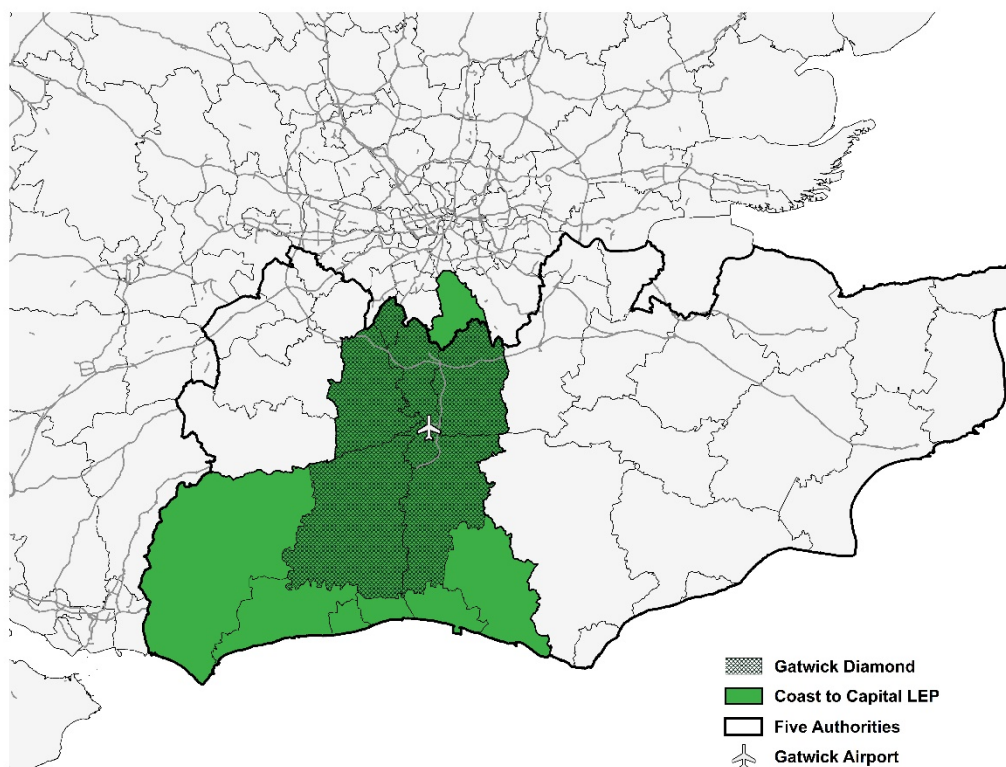 Gatwick Diamond
Coast to Capital LEP
Five Authorities
Gatwick Airport